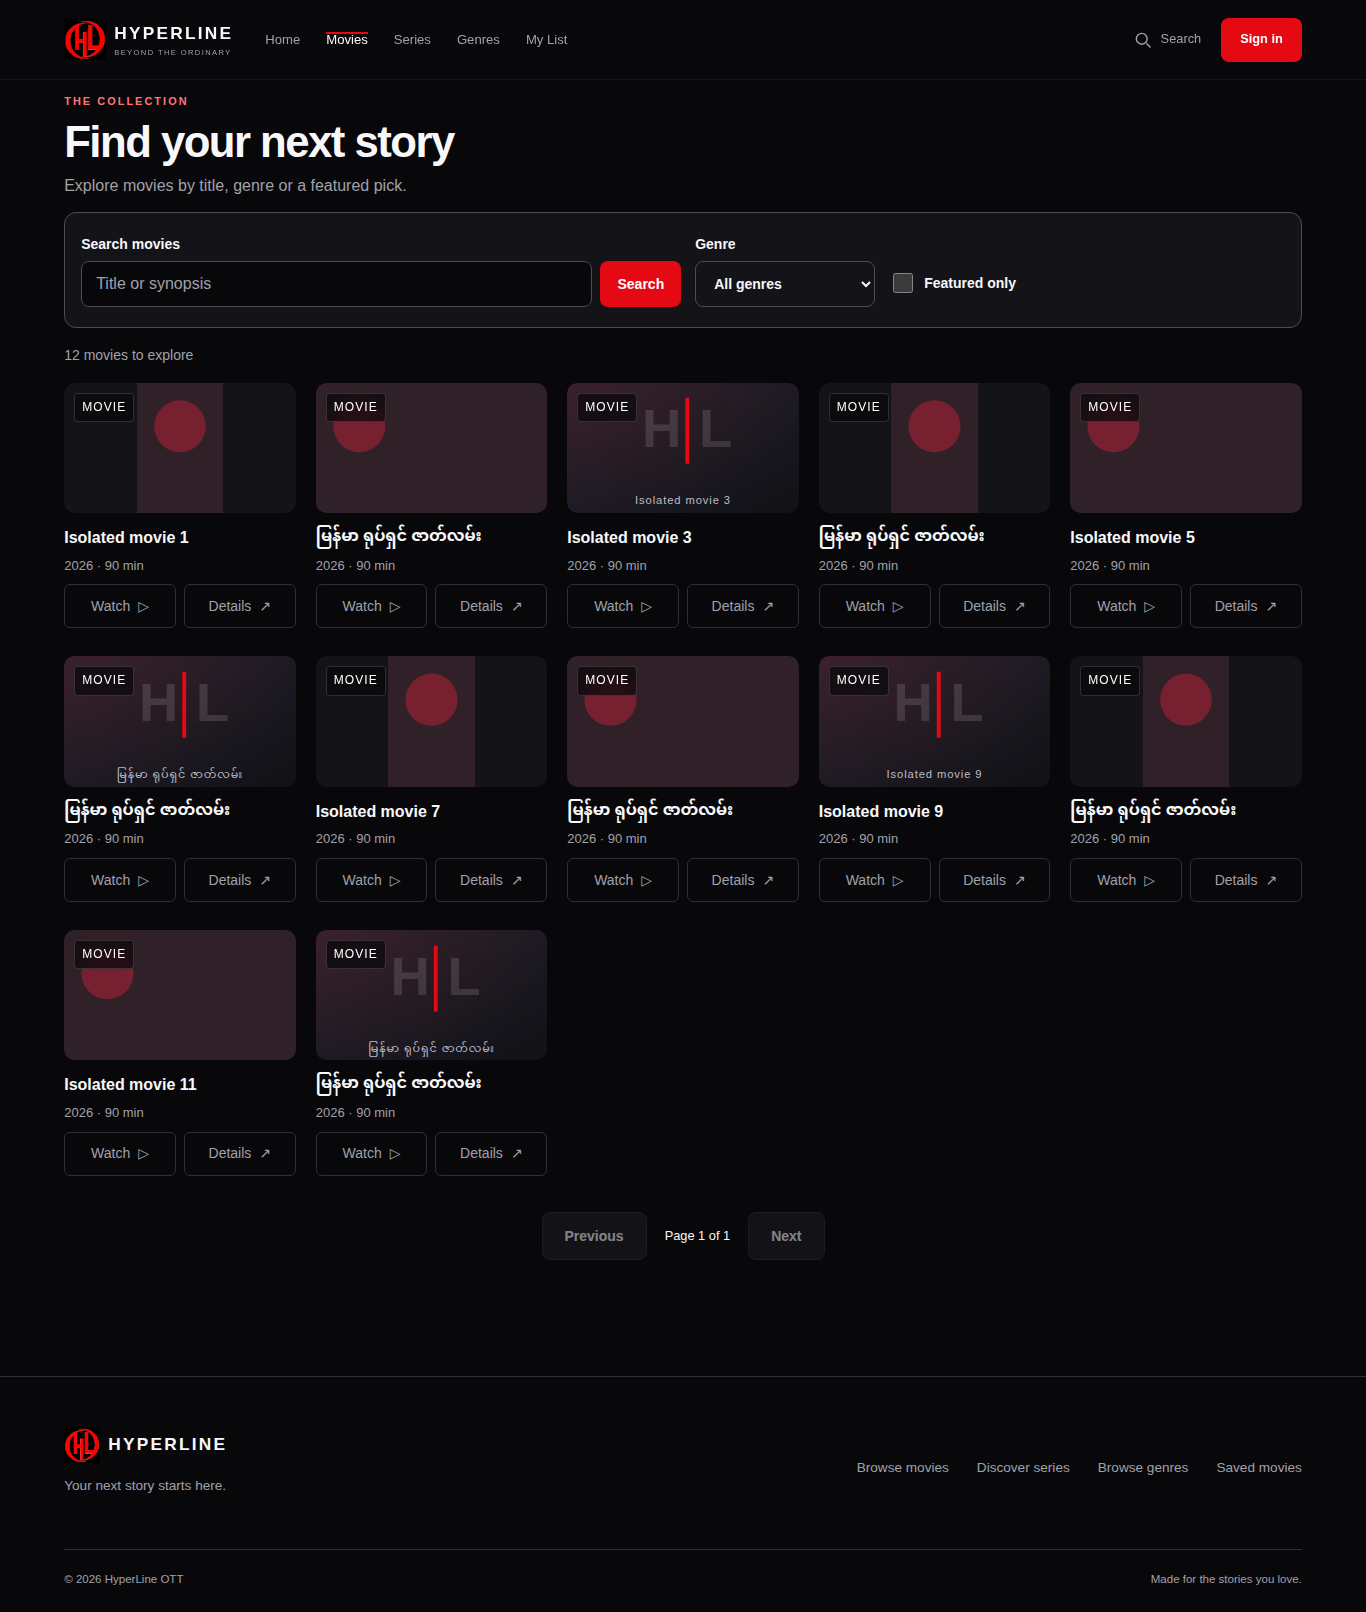 HYPERLINE
BEYOND THE ORDINARY
Home Movies Series Genres My List
Search Sign in
THE COLLECTION
Find your next story
Explore movies by title, genre or a featured pick.
Search movies Genre
Title or synopsis Search All genres Featured only
12 movies to explore
MOVIE MOVIE MOVIE H L MOVIE MOVIE
Isolated movie 3
Isolated movie 1 မြန်မာ ရုပ်ရှင် ဇာတ်လမ်း Isolated movie 3 မြန်မာ ရုပ်ရှင် ဇာတ်လမ်း Isolated movie 5
2026 · 90 min 2026 · 90 min 2026 · 90 min 2026 · 90 min 2026 · 90 min
Watch ▷ Details ↗ Watch ▷ Details ↗ Watch ▷ Details ↗ Watch ▷ Details ↗ Watch ▷ Details ↗
MOVIE H L MOVIE MOVIE MOVIE H L MOVIE
မြန်မာ ရုပ်ရှင် ဇာတ်လမ်း Isolated movie 9
မြန်မာ ရုပ်ရှင် ဇာတ်လမ်း Isolated movie 7 မြန်မာ ရုပ်ရှင် ဇာတ်လမ်း Isolated movie 9 မြန်မာ ရုပ်ရှင် ဇာတ်လမ်း
2026 · 90 min 2026 · 90 min 2026 · 90 min 2026 · 90 min 2026 · 90 min
Watch ▷ Details ↗ Watch ▷ Details ↗ Watch ▷ Details ↗ Watch ▷ Details ↗ Watch ▷ Details ↗
MOVIE MOVIE H L
မြန်မာ ရုပ်ရှင် ဇာတ်လမ်း
Isolated movie 11 မြန်မာ ရုပ်ရှင် ဇာတ်လမ်း
2026 · 90 min 2026 · 90 min
Watch ▷ Details ↗ Watch ▷ Details ↗
Previous Page 1 of 1 Next
HYPERLINE
Your next story starts here.
Browse movies Discover series Browse genres Saved movies
© 2026 HyperLine OTT Made for the stories you love.